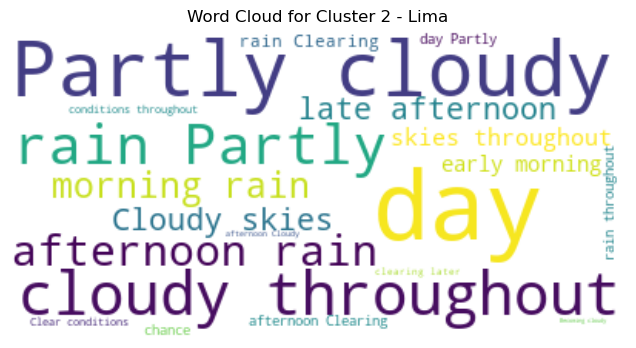 Word Cloud for Cluster 2 - Lima
rain Clearing
day Partly
Partly cloudy
conditions throughout
late afternoon
rain Partly
skies throughout
early morning
morning rain
rain throughout
day
Cloudy skies
afternoon Cloudy
afternoon rain
clearing later
cloudy throughout
Clear conditions
afternoon Clearing
Becoming cloudy
chance